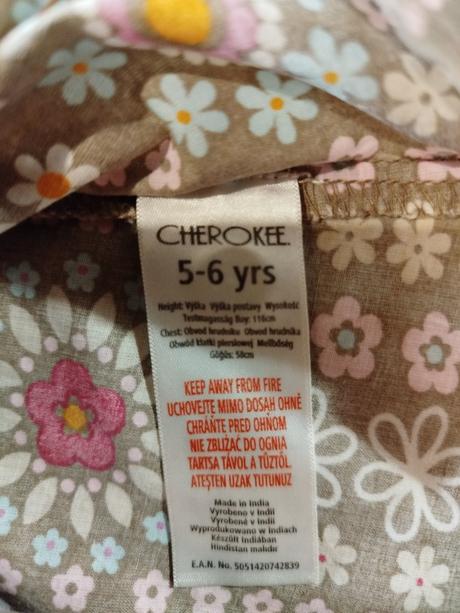 CHEROKEE.
5-6 yrs
Height: Výška Výška postavy Wysokość
Testmagasság Boy: 116cm
Chest: Obvod hrudníku Obvod hrudníka
Obwód klatki piersiowej Mellbőség
Göğüs: 58cm
KEEP AWAY FROM FIRE
UCHOVEJTE MIMO DOSAH OHNĚ
CHRÁŇTE PRED OHŇOM
NIE ZBLIŻAĆ DO OGNIA
TARTSA TÁVOL A TŰZTŐL.
ATEŞTEN UZAK TUTUNUZ
Made in India
Vyrobeno v Indii
Vyrobené v Indii
Wyprodukowano w Indiach
Készült Indiában
Hindistan malıdır
E.A.N. No. 5051420742839